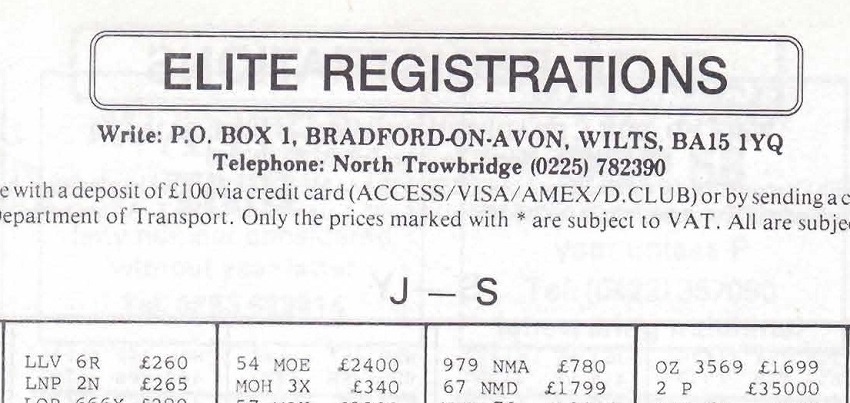 ELITE REGISTRATIONS
Write: P.O. BOX 1, BRADFORD-ON-AVON, WILTS, BA15 1YQ
Telephone: North Trowbridge (0225) 782390
e with a deposit of £100 via credit card (ACCESS/VISA/AMEX/D.CLUB) or by sending a c
epartment of Transport. Only the prices marked with * are subject to VAT. All are subje
J — S
LLV 6R £260
LNP 2N £265
54 MOE £2400
MOH 3X £340
979 NMA £780
67 NMD £1799
OZ 3569 £1699
2 P £35000